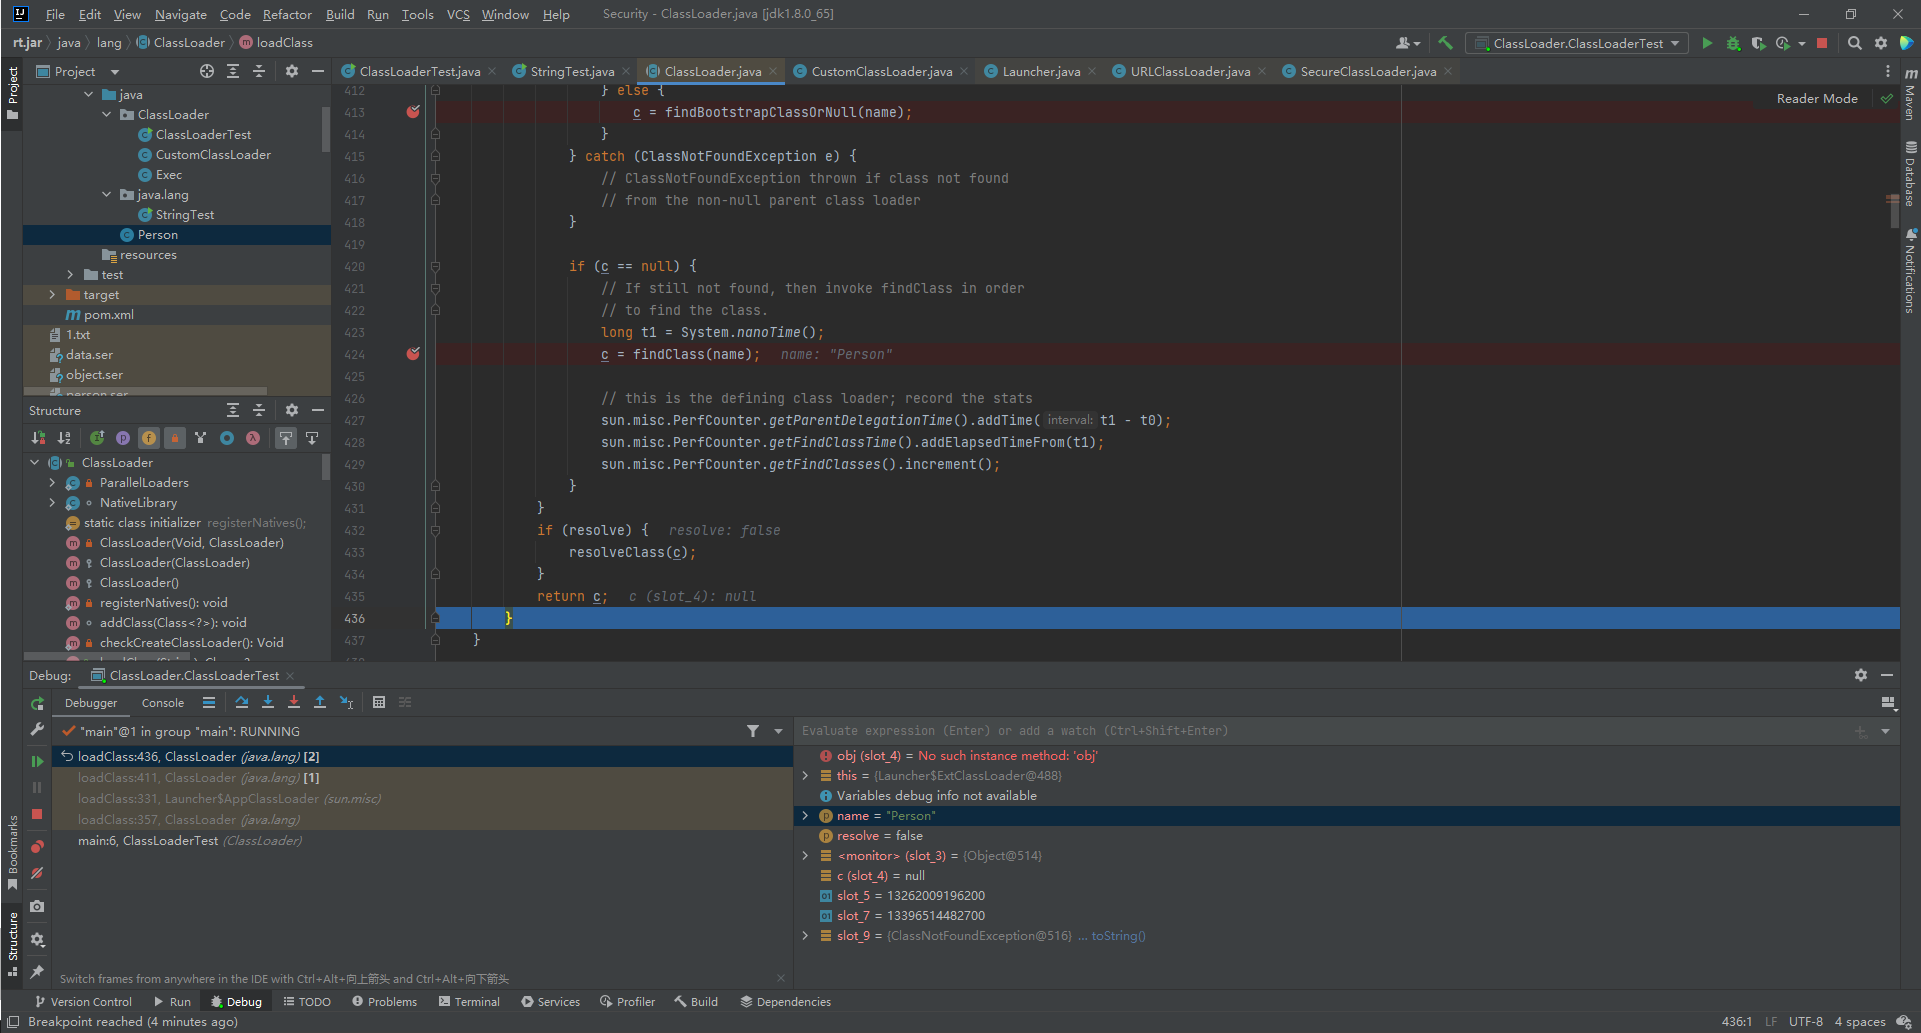 File Edit View Navigate Code Refactor Build Run Tools VCS Window Help Security - ClassLoader.java [jdk1.8.0_65]
rt.jar java lang ClassLoader loadClass
ClassLoader.ClassLoaderTest
Project
ClassLoaderTest.java StringTest.java ClassLoader.java CustomClassLoader.java Launcher.java URLClassLoader.java SecureClassLoader.java
Reader Mode
java
ClassLoader
ClassLoaderTest
CustomClassLoader
Exec
java.lang
StringTest
Person
resources
test
target
pom.xml
1.txt
data.ser
object.ser
person.ser
412 } else {
413 c = findBootstrapClassOrNull(name);
414 }
415 } catch (ClassNotFoundException e) {
416 // ClassNotFoundException thrown if class not found
417 // from the non-null parent class loader
418 }
419
420 if (c == null) {
421 // If still not found, then invoke findClass in order
422 // to find the class.
423 long t1 = System.nanoTime();
424 c = findClass(name); name: "Person"
425
426 // this is the defining class loader; record the stats
427 sun.misc.PerfCounter.getParentDelegationTime().addTime( interval: t1 - t0);
428 sun.misc.PerfCounter.getFindClassTime().addElapsedTimeFrom(t1);
429 sun.misc.PerfCounter.getFindClasses().increment();
430 }
431 }
432 if (resolve) { resolve: false
433 resolveClass(c);
434 }
435 return c; c (slot_4): null
436 }
437 }
Structure
ClassLoader
ParallelLoaders
NativeLibrary
static class initializer registerNatives();
ClassLoader(Void, ClassLoader)
ClassLoader(ClassLoader)
ClassLoader()
registerNatives(): void
addClass(Class<?>): void
checkCreateClassLoader(): Void
Project
Bookmarks
Structure
Maven
Database
Notifications
Debug: ClassLoader.ClassLoaderTest
Debugger Console
"main"@1 in group "main": RUNNING
loadClass:436, ClassLoader (java.lang) [2]
loadClass:411, ClassLoader (java.lang) [1]
loadClass:331, Launcher$AppClassLoader (sun.misc)
loadClass:357, ClassLoader (java.lang)
main:6, ClassLoaderTest (ClassLoader)
Switch frames from anywhere in the IDE with Ctrl+Alt+向上箭头 and Ctrl+Alt+向下箭头
Evaluate expression (Enter) or add a watch (Ctrl+Shift+Enter)
obj (slot_4) = No such instance method: 'obj'
this = {Launcher$ExtClassLoader@488}
Variables debug info not available
name = "Person"
resolve = false
<monitor> (slot_3) = {Object@514}
c (slot_4) = null
slot_5 = 13262009196200
slot_7 = 13396514482700
slot_9 = {ClassNotFoundException@516} ... toString()
Version Control Run Debug TODO Problems Terminal Services Profiler Build Dependencies
Breakpoint reached (4 minutes ago)
436:1 LF UTF-8 4 spaces